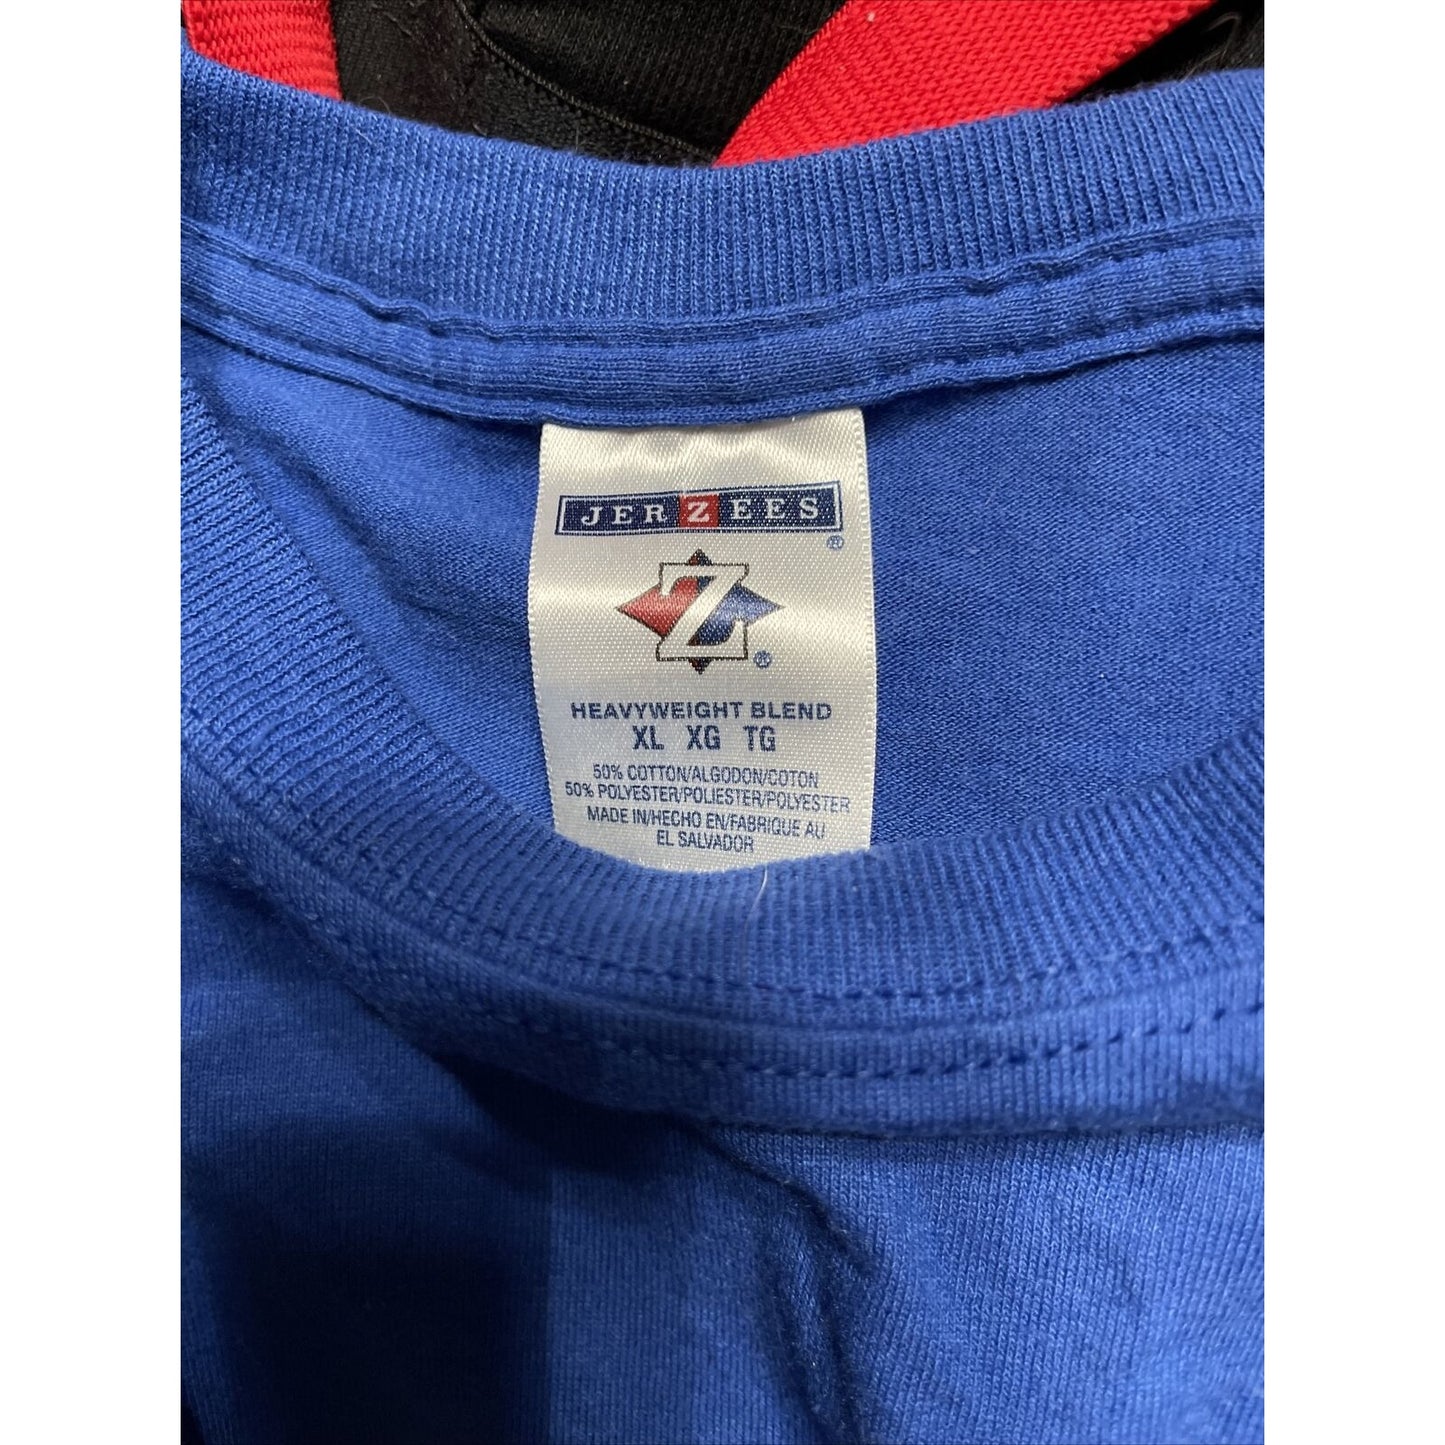 JERZEES
®
Z
®
HEAVYWEIGHT BLEND
XL XG TG
50% COTTON/ALGODON/COTON
50% POLYESTER/POLIESTER/POLYESTER
MADE IN/HECHO EN/FABRIQUE AU
EL SALVADOR